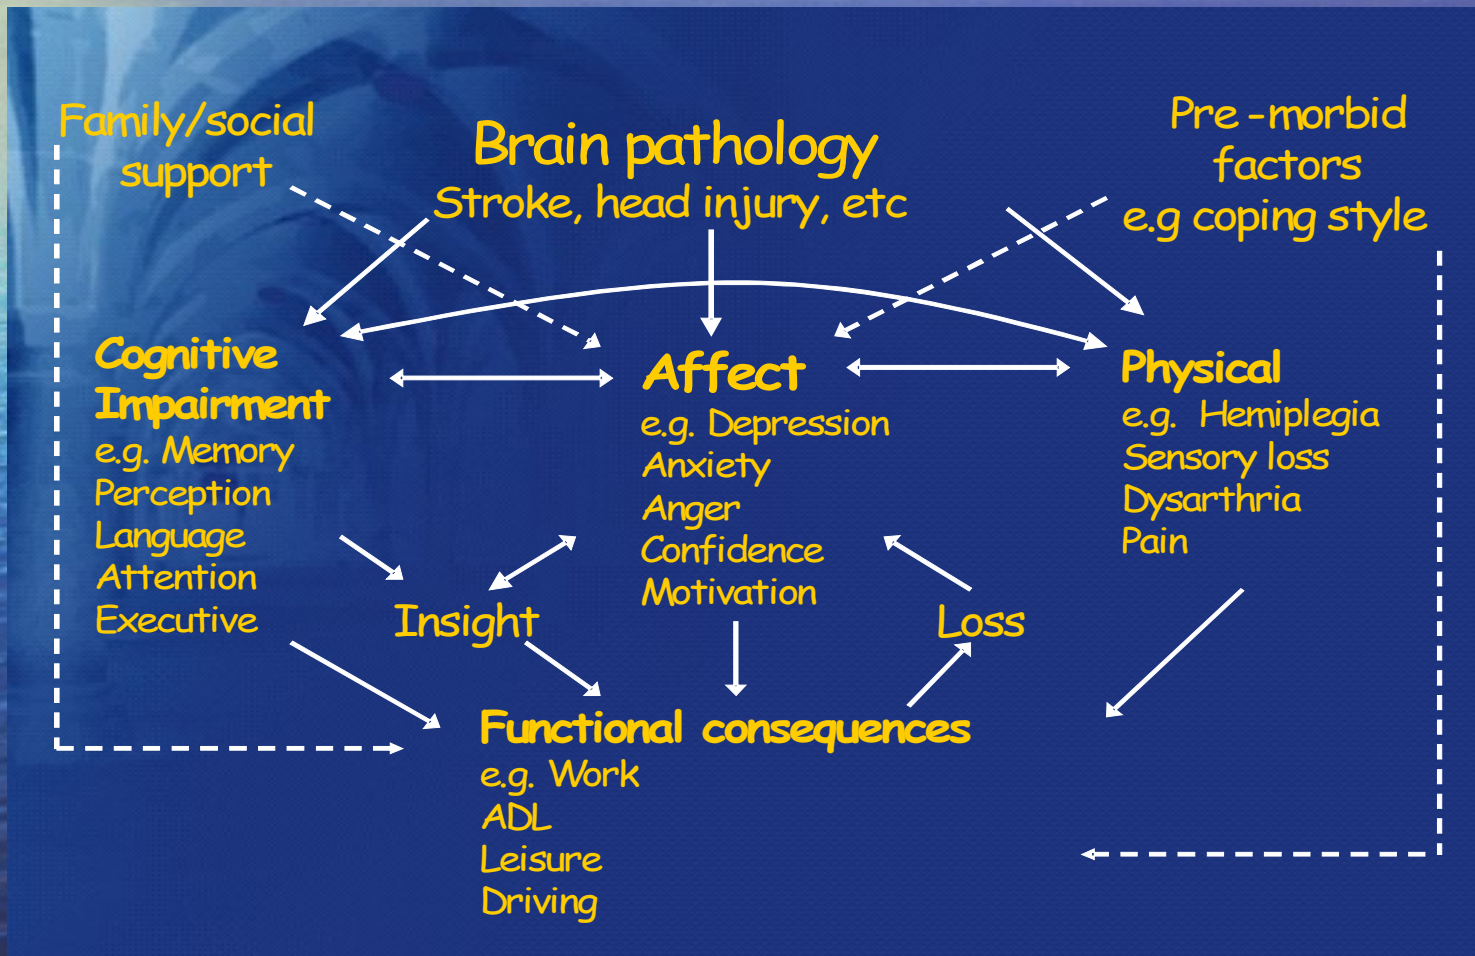 Family/social
support
Brain pathology
Stroke, head injury, etc
Pre -morbid
factors
e.g coping style
Cognitive
Impairment
e.g. Memory
Perception
Language
Attention
Executive
Affect
e.g. Depression
Anxiety
Anger
Confidence
Motivation
Physical
e.g. Hemiplegia
Sensory loss
Dysarthria
Pain
Insight
Loss
Functional consequences
e.g. Work
ADL
Leisure
Driving